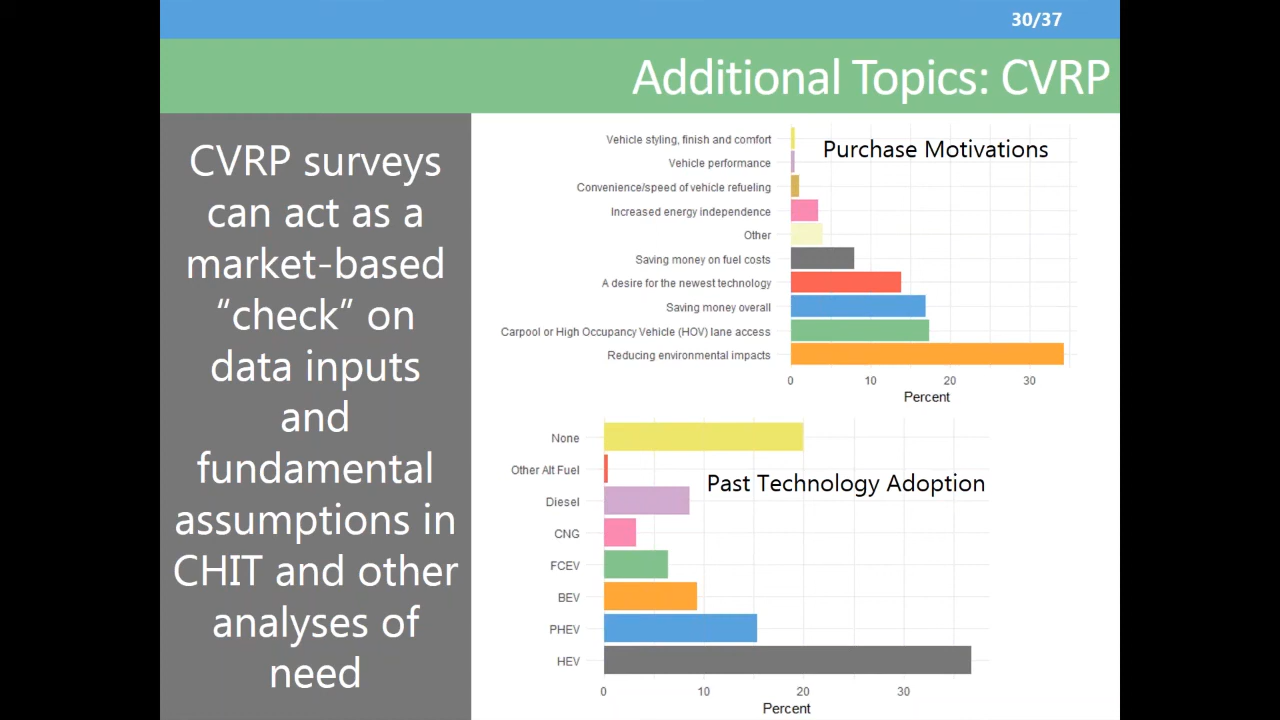 30/37
Additional Topics: CVRP
CVRP surveys
can act as a
market-based
“check” on
data inputs
and
fundamental
assumptions in
CHIT and other
analyses of
need
Purchase Motivations
Vehicle styling, finish and comfort
Vehicle performance
Convenience/speed of vehicle refueling
Increased energy independence
Other
Saving money on fuel costs
A desire for the newest technology
Saving money overall
Carpool or High Occupancy Vehicle (HOV) lane access
Reducing environmental impacts
0 10 20 30
Percent
Past Technology Adoption
None
Other Alt Fuel
Diesel
CNG
FCEV
BEV
PHEV
HEV
0 10 20 30
Percent